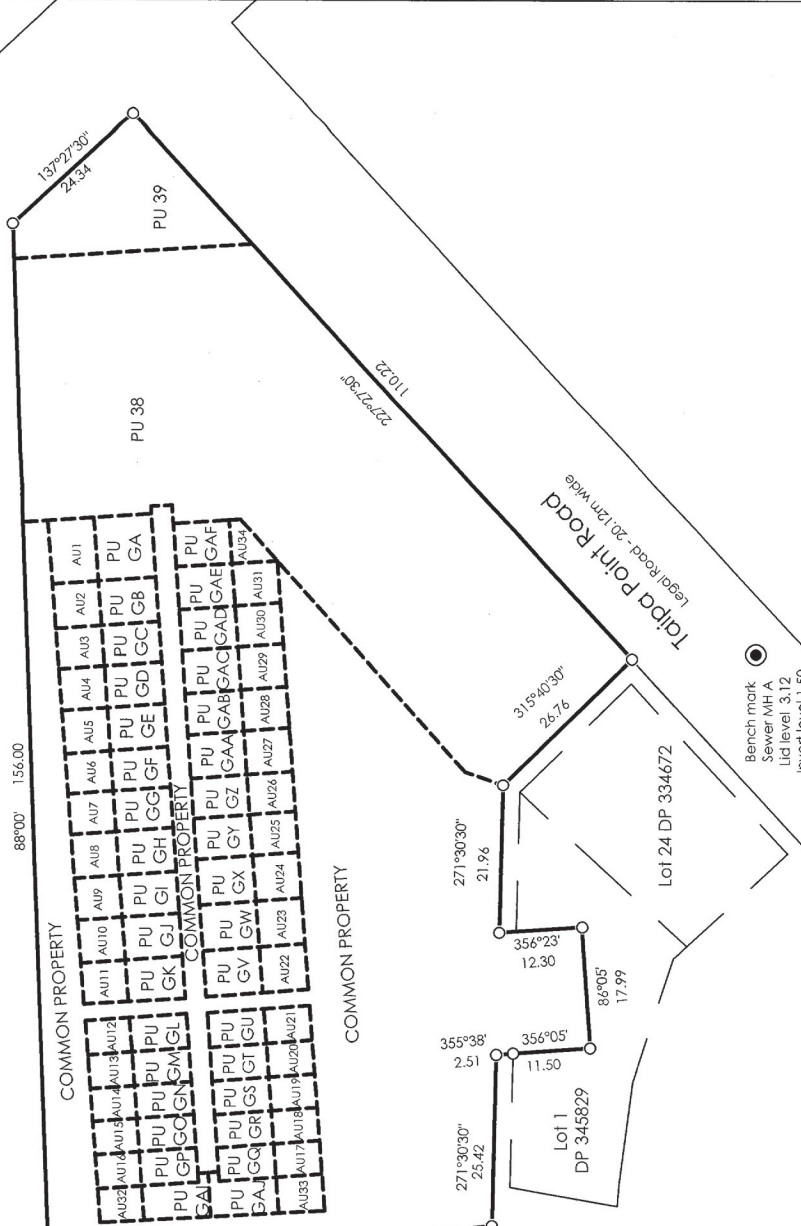 137°27'30"
24.34
PU 39
PU 38
88°00' 156.00
227°27'30"
110.22
Taipa Point Road
Legal Road - 20.12m wide
COMMON PROPERTY
AU32
AU16
AU15
AU14
AU13
AU12
AU11
AU10
AU9
AU8
AU7
AU6
AU5
AU4
AU3
AU2
AU1
PU
GAI
PU
GP
PU
GO
PU
GN
PU
GM
PU
GL
PU
GK
PU
GJ
PU
GI
PU
GH
PU
GG
PU
GF
PU
GE
PU
GD
PU
GC
PU
GB
PU
GA
COMMON PROPERTY
PU
GAJ
PU
GQ
PU
GR
PU
GS
PU
GT
PU
GU
PU
GV
PU
GW
PU
GX
PU
GY
PU
GZ
PU
GAA
PU
GAB
PU
GAC
PU
GAD
PU
GAE
PU
GAF
AU33
AU17
AU18
AU19
AU20
AU21
AU22
AU23
AU24
AU25
AU26
AU27
AU28
AU29
AU30
AU31
AU34
COMMON PROPERTY
315°40'30"
26.76
271°30'30"
21.96
356°23'
12.30
86°05'
17.99
355°38'
2.51
356°05'
11.50
271°30'30"
25.42
Lot 24 DP 334672
Lot 1
DP 345829
Bench mark
Sewer MH A
Lid level 3.12